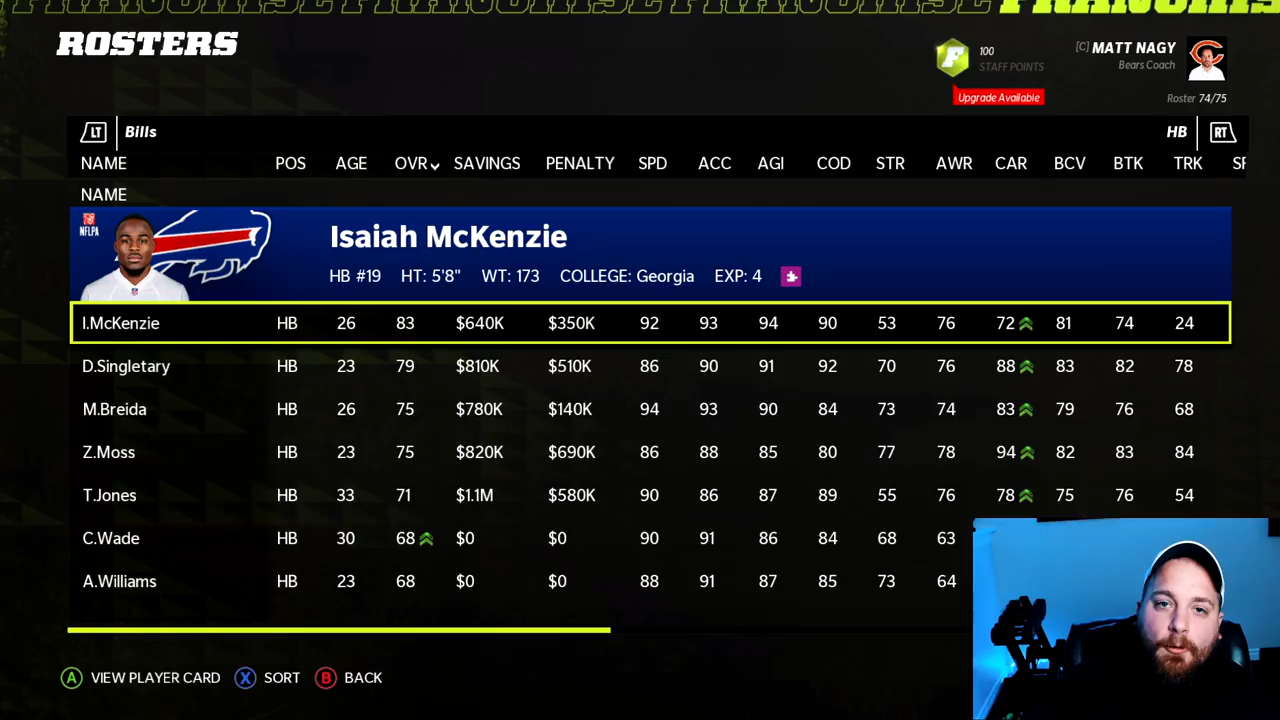 FRANCHISE FRANCHISE FRANCHISE FRANCHISE FRANCHIS
ROSTERS
100
STAFF POINTS
Upgrade Available
[C] MATT NAGY
Bears Coach
Roster 74/75
LT Bills HB RT
NAME POS AGE OVR SAVINGS PENALTY SPD ACC AGI COD STR AWR CAR BCV BTK TRK
NAME
NFLPA
Isaiah McKenzie
HB #19 HT: 5'8" WT: 173 COLLEGE: Georgia EXP: 4
I.McKenzie HB 26 83 $640K $350K 92 93 94 90 53 76 72 81 74 24
D.Singletary HB 23 79 $810K $510K 86 90 91 92 70 76 88 83 82 78
M.Breida HB 26 75 $780K $140K 94 93 90 84 73 74 83 79 76 68
Z.Moss HB 23 75 $820K $690K 86 88 85 80 77 78 94 82 83 84
T.Jones HB 33 71 $1.1M $580K 90 86 87 89 55 76 78 75 76 54
C.Wade HB 30 68 $0 $0 90 91 86 84 68 63
A.Williams HB 23 68 $0 $0 88 91 87 85 73 64
A VIEW PLAYER CARD X SORT B BACK